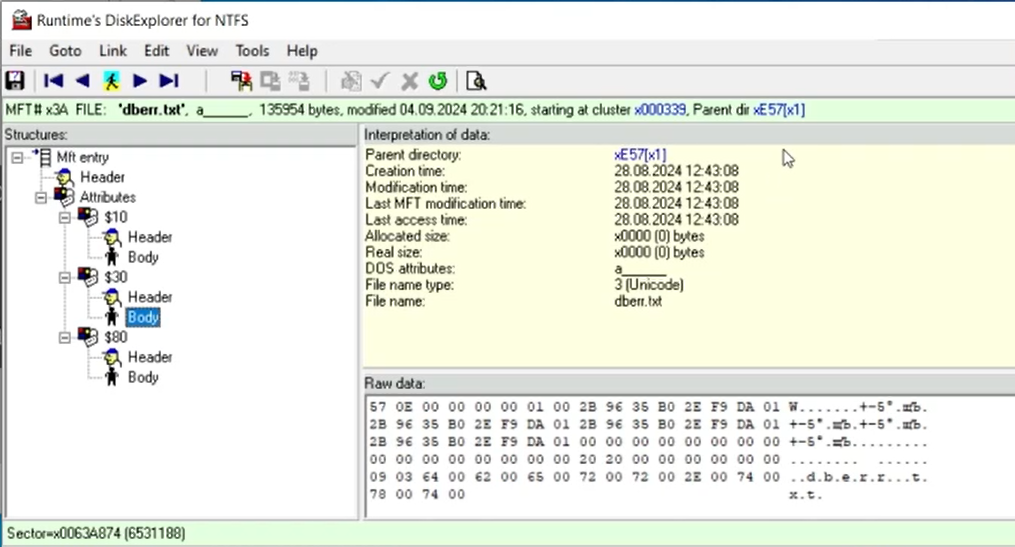 Runtime's DiskExplorer for NTFS
File Goto Link Edit View Tools Help
MFT# x3A FILE: 'dberr.txt', a______, 135954 bytes, modified 04.09.2024 20:21:16, starting at cluster x000339, Parent dir xE57[x1]
Structures:
Mft entry
Header
Attributes
$10
Header
Body
$30
Header
Body
$80
Header
Body
Interpretation of data:
Parent directory: xE57[x1]
Creation time: 28.08.2024 12:43:08
Modification time: 28.08.2024 12:43:08
Last MFT modification time: 28.08.2024 12:43:08
Last access time: 28.08.2024 12:43:08
Allocated size: x0000 (0) bytes
Real size: x0000 (0) bytes
DOS attributes: a______
File name type: 3 (Unicode)
File name: dberr.txt
Raw data:
57 0E 00 00 00 00 01 00 2B 96 35 B0 2E F9 DA 01 W.......+–5°.щЪ.
2B 96 35 B0 2E F9 DA 01 2B 96 35 B0 2E F9 DA 01 +–5°.щЪ.+–5°.щЪ.
2B 96 35 B0 2E F9 DA 01 00 00 00 00 00 00 00 00 +–5°.щЪ.........
00 00 00 00 00 00 00 00 20 20 00 00 00 00 00 00 ........  ......
09 03 64 00 62 00 65 00 72 00 72 00 2E 00 74 00 ..d.b.e.r.r...t.
78 00 74 00 x.t.
Sector=x0063A874 (6531188)